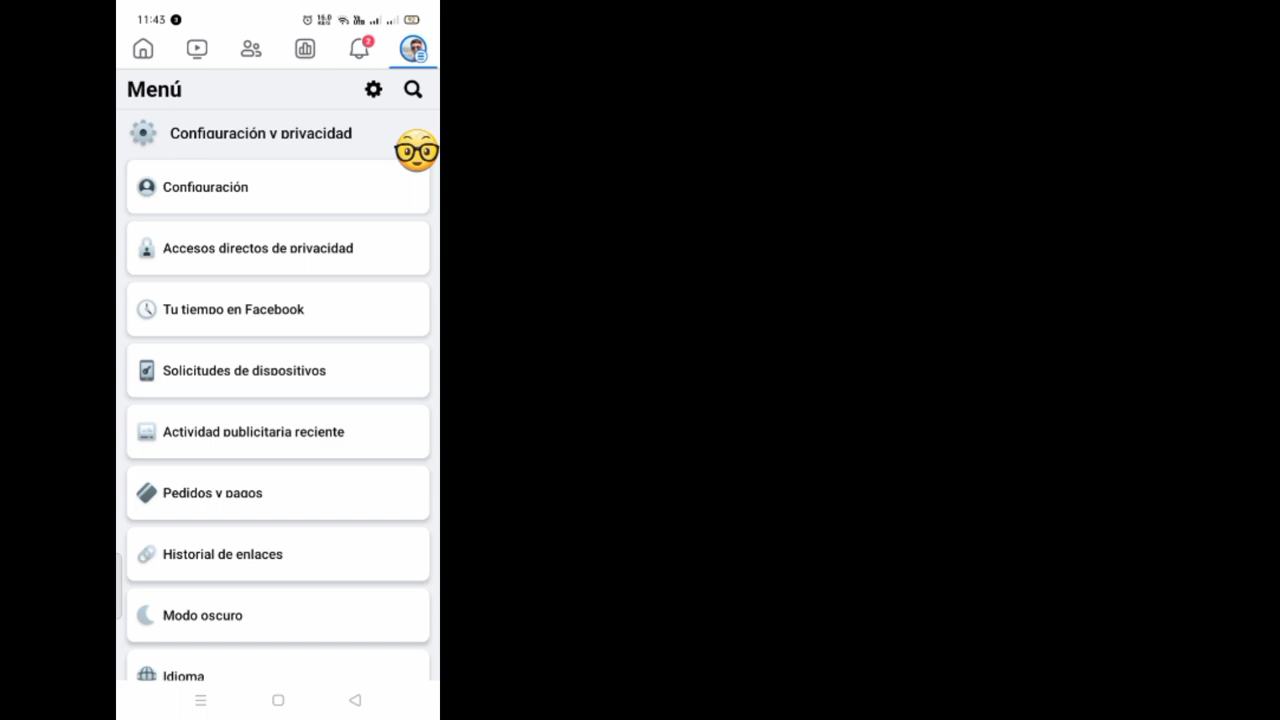 11:43
2
Menú
Configuración y privacidad
Configuración
Accesos directos de privacidad
Tu tiempo en Facebook
Solicitudes de dispositivos
Actividad publicitaria reciente
Pedidos y pagos
Historial de enlaces
Modo oscuro
Idioma